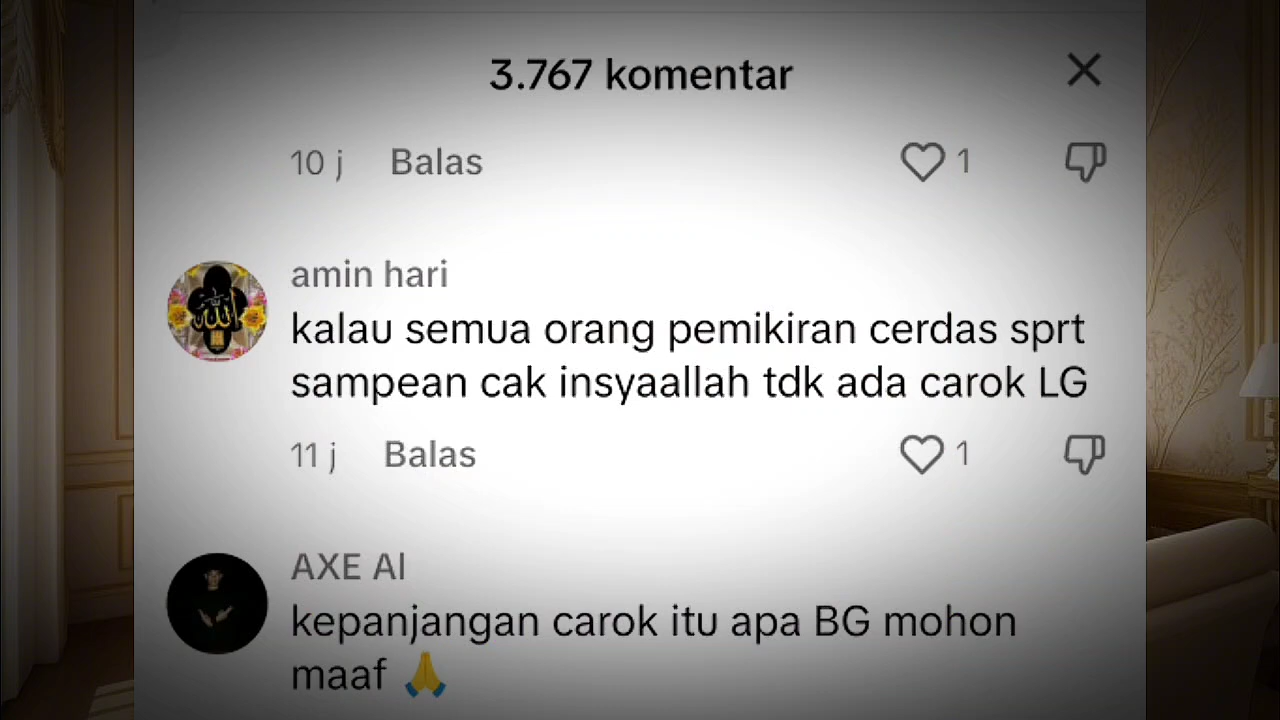 3.767 komentar
10 j Balas 1
amin hari
kalau semua orang pemikiran cerdas sprt
sampean cak insyaallah tdk ada carok LG
11 j Balas 1
AXE AI
kepanjangan carok itu apa BG mohon
maaf 🙏